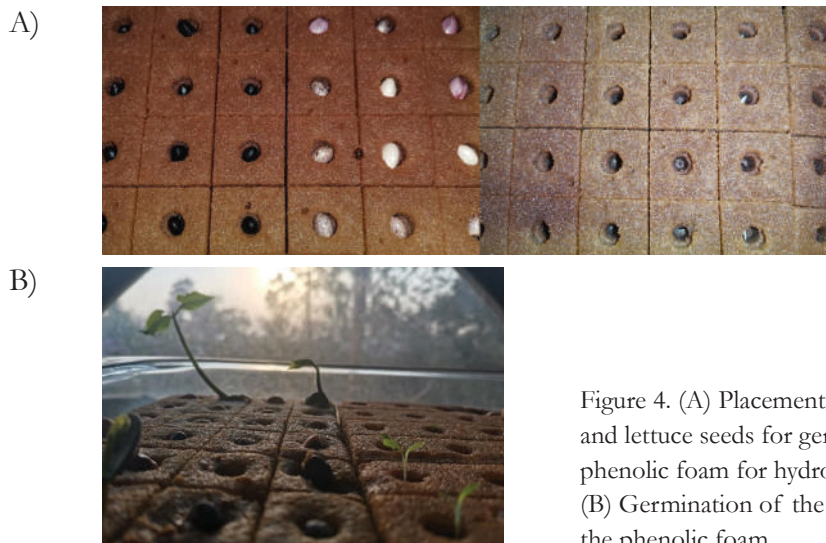 A)
B)
Figure 4. (A) Placement
and lettuce seeds for ger
phenolic foam for hydro
(B) Germination of the
the phenolic foam